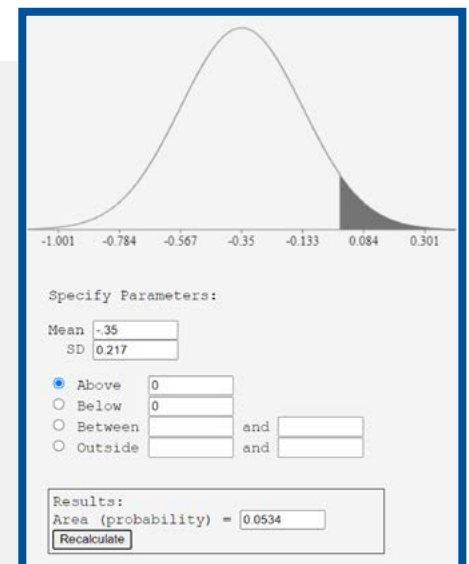 -1.001 -0.784 -0.567 -0.35 -0.133 0.084 0.301
Specify Parameters:
Mean -.35
SD 0.217
Above 0
Below 0
Between and
Outside and
Results:
Area (probability) = 0.0534
Recalculate